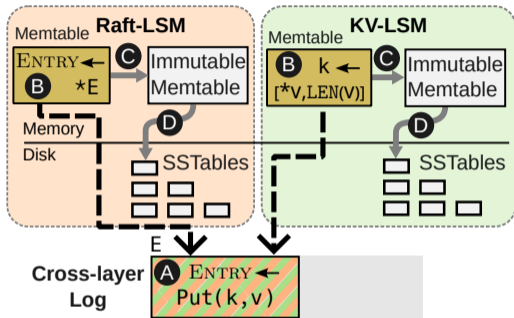 Raft-LSM
Memtable
ENTRY←
B *E
C
Immutable
Memtable
D
Memory
Disk
SSTables
KV-LSM
Memtable
B k ←
[*v,LEN(V)]
C
Immutable
Memtable
D
SSTables
E
Cross-layer
Log
A ENTRY←
Put(k,v)